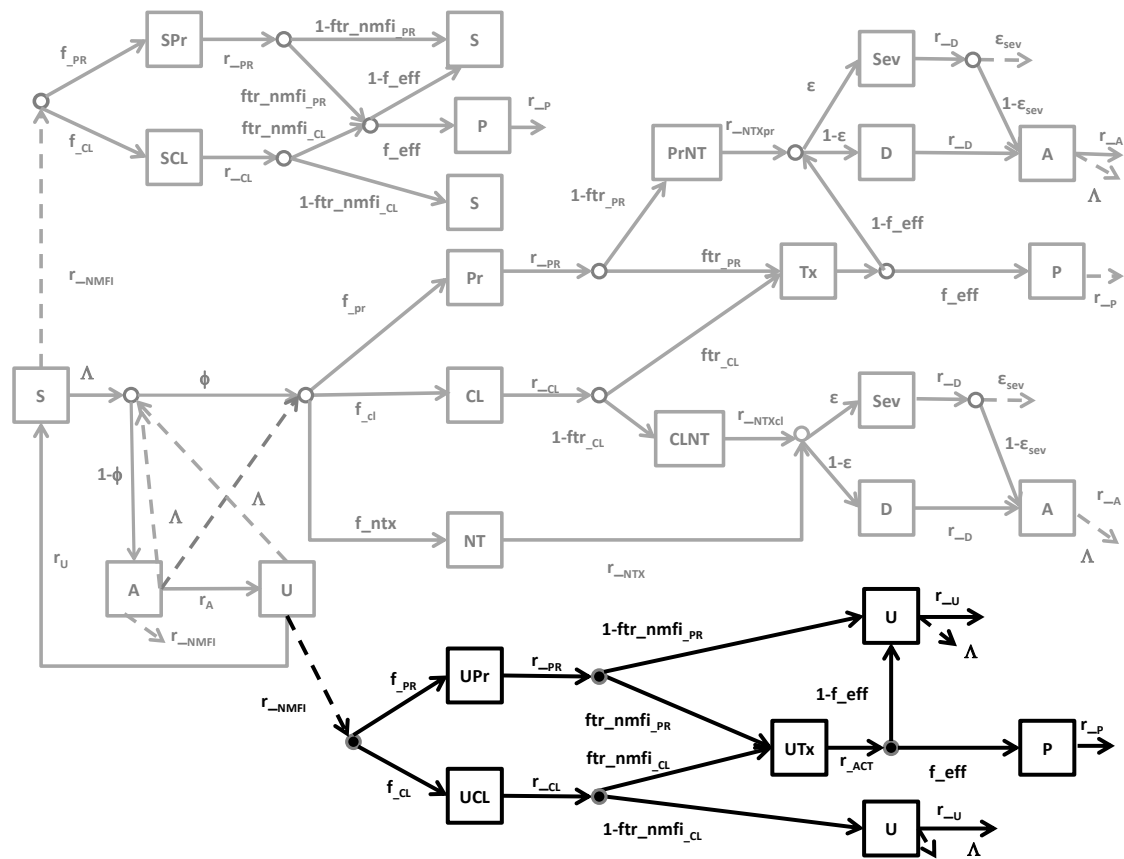 1-ftr_nmfi_PR
SPr
S
f_PR
r_PR
1-f_eff
ftr_nmfi_PR
ftr_nmfi_CL
P
r_P
f_CL
SCL
r_CL
f_eff
1-ftr_nmfi_CL
S
r_NMFI
Sev
r_D
ε_sev
ε
1-ε_sev
PrNT
r_NTXpr
1-ε
D
r_D
A
r_A
Λ
1-ftr_PR
1-f_eff
Pr
r_PR
ftr_PR
Tx
f_eff
P
r_P
f_pr
S
Λ
ϕ
f_cl
CL
r_CL
ftr_CL
1-ftr_CL
CLNT
r_NTXcl
Sev
r_D
ε_sev
ε
1-ε_sev
1-ε
D
r_D
A
r_A
Λ
1-ϕ
Λ
Λ
f_ntx
NT
r_NTX
r_U
A
r_A
U
r_NMFI
r_NMFI
f_PR
UPr
r_PR
1-ftr_nmfi_PR
U
r_U
Λ
ftr_nmfi_PR
1-f_eff
ftr_nmfi_CL
UTx
r_ACT
f_eff
P
r_P
f_CL
UCL
r_CL
1-ftr_nmfi_CL
U
r_U
Λ